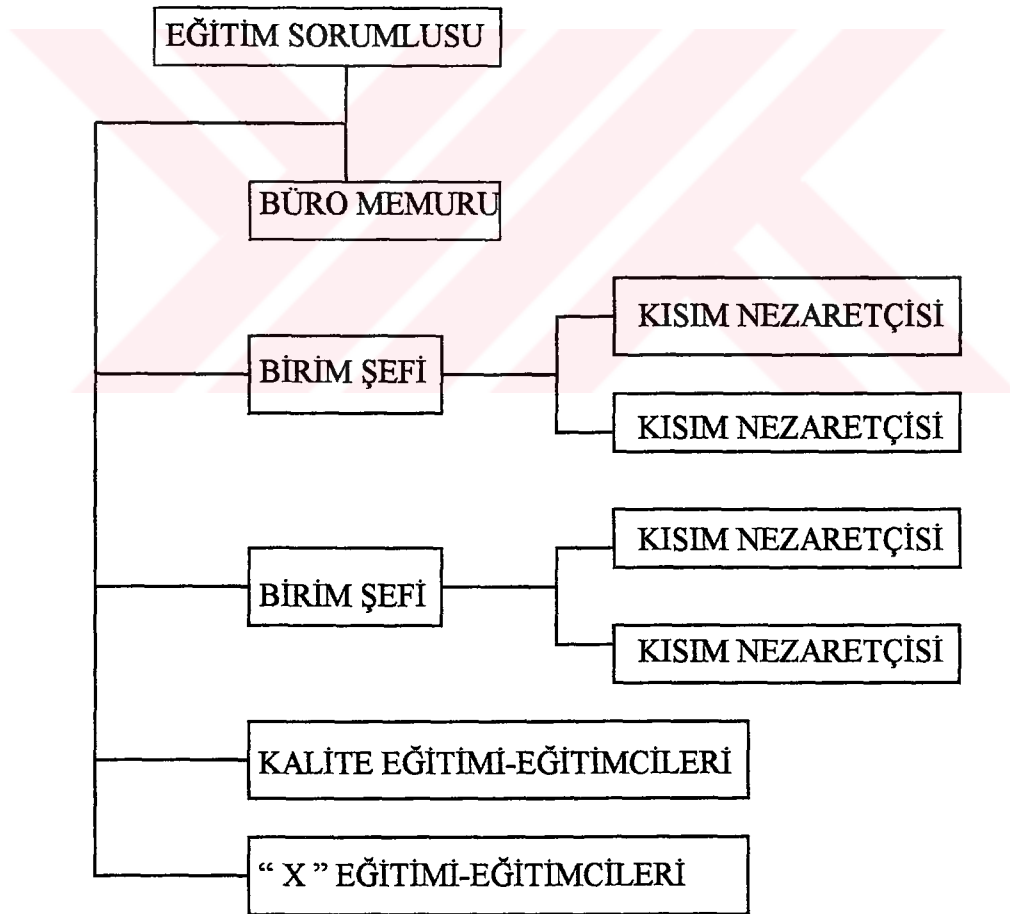 EĞİTİM SORUMLUSU
BÜRO MEMURU
BİRİM ŞEFİ
KISIM NEZARETÇİSİ
KISIM NEZARETÇİSİ
BİRİM ŞEFİ
KISIM NEZARETÇİSİ
KISIM NEZARETÇİSİ
KALİTE EĞİTİMİ-EĞİTİMCİLERİ
“ X ” EĞİTİMİ-EĞİTİMCİLERİ